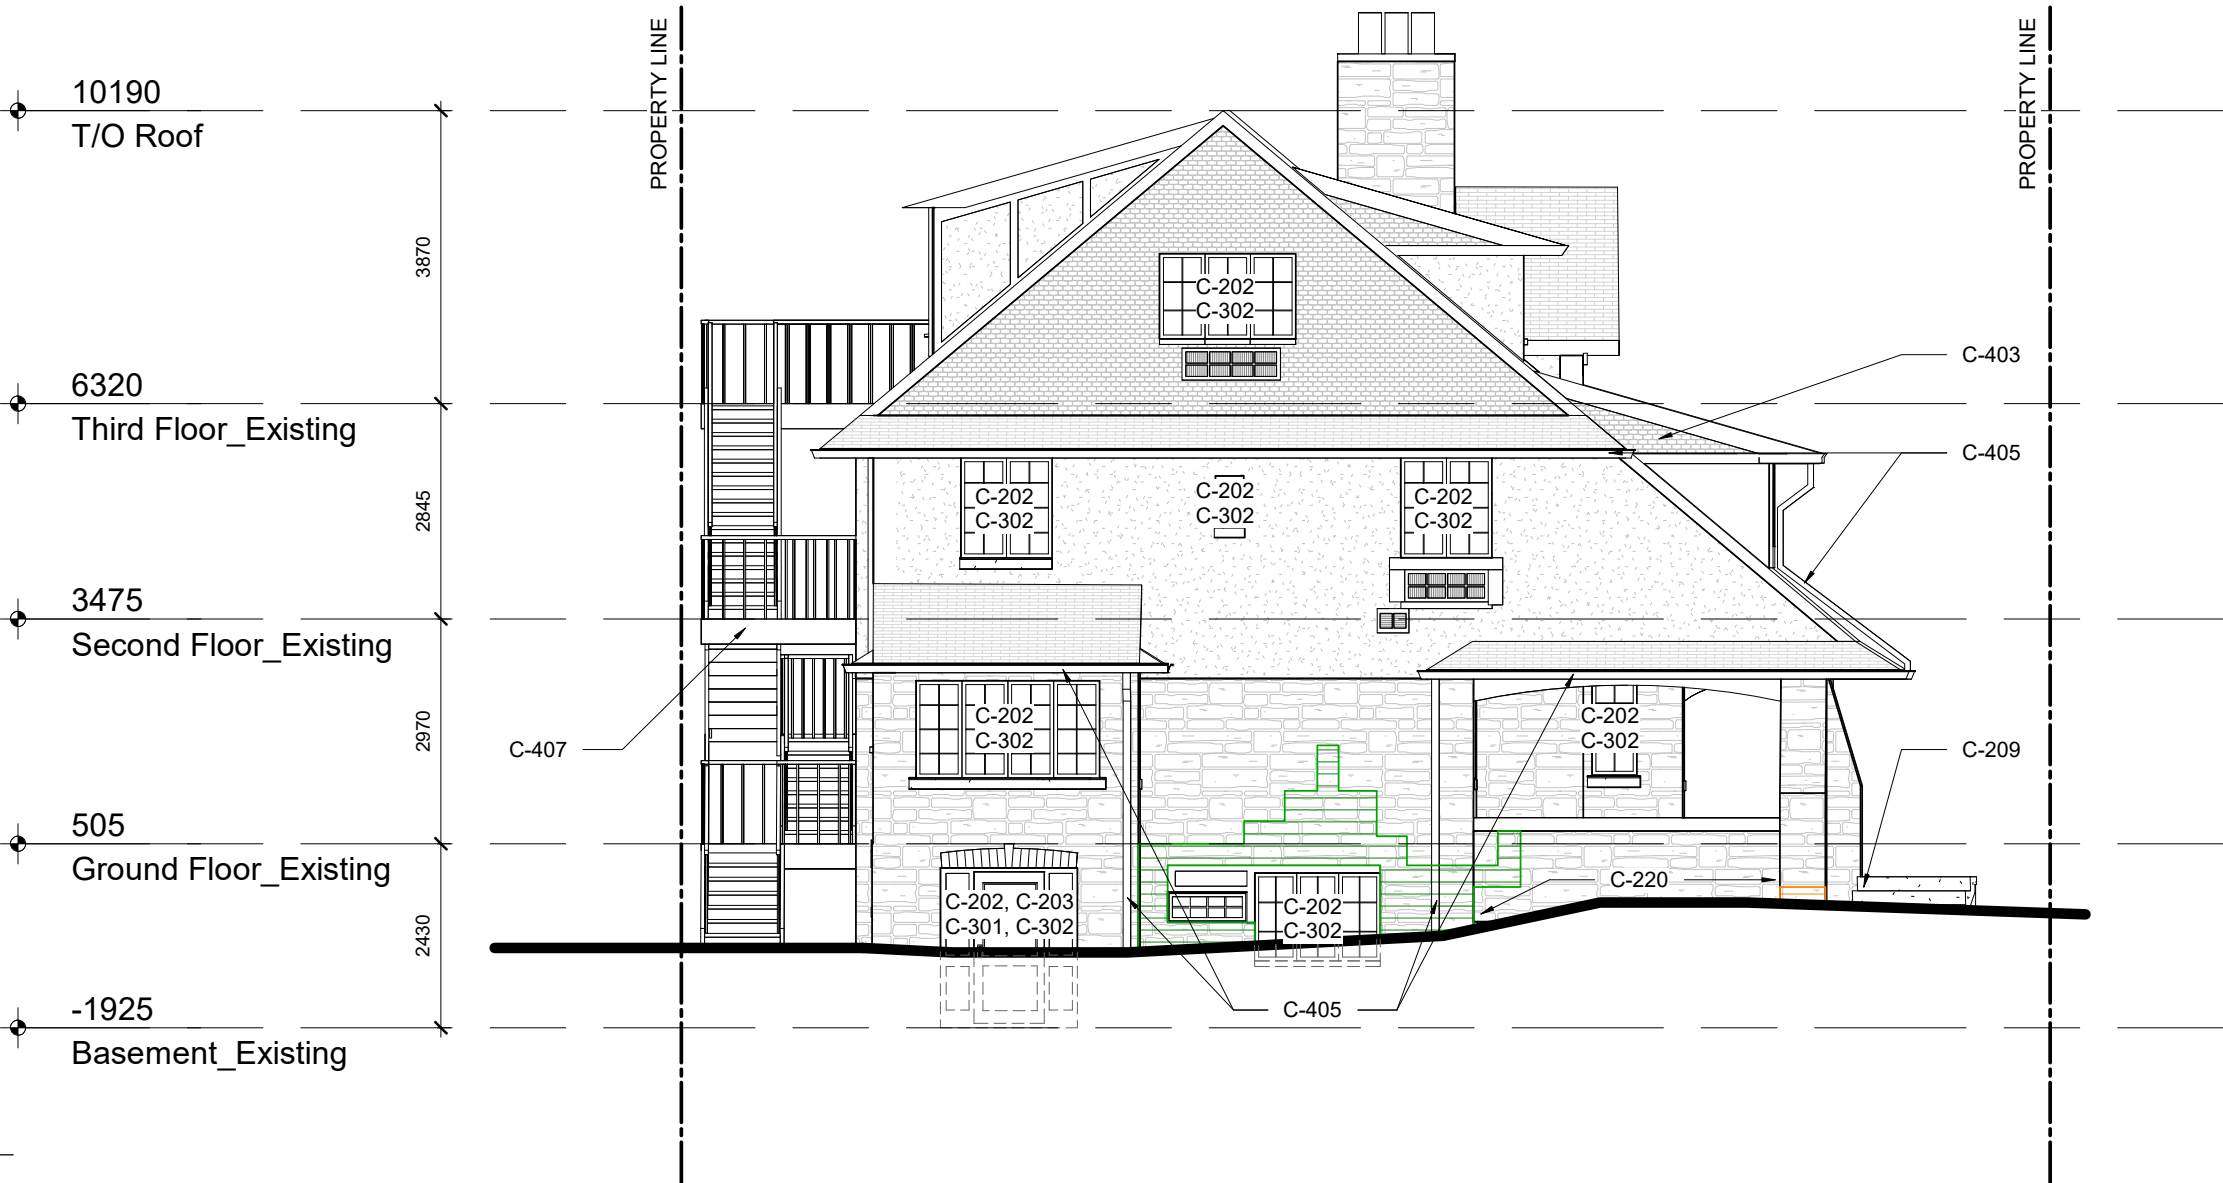 PROPERTY LINE
PROPERTY LINE
10190
T/O Roof
3870
C-202
C-302
C-403
6320
Third Floor_Existing
C-405
2845
C-202
C-302
C-202
C-302
C-202
C-302
3475
Second Floor_Existing
2970
C-407
C-202
C-302
C-202
C-302
C-209
505
Ground Floor_Existing
C-220
2430
C-202, C-203
C-301, C-302
C-202
C-302
-1925
Basement_Existing
C-405